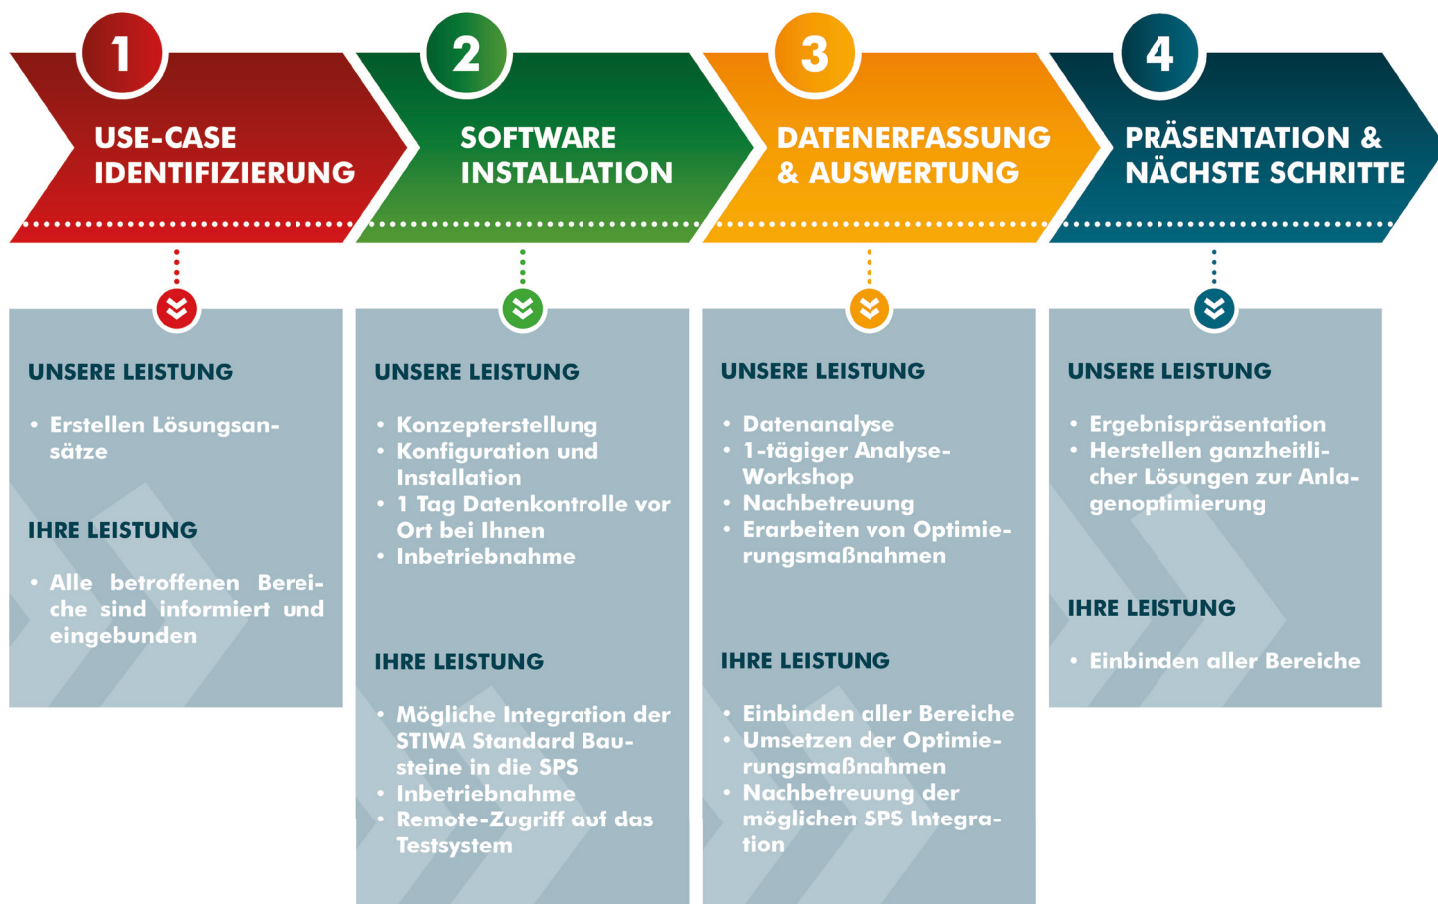 1
USE-CASE
IDENTIFIZIERUNG
2
SOFTWARE
INSTALLATION
3
DATENERFASSUNG
& AUSWERTUNG
4
PRÄSENTATION &
NÄCHSTE SCHRITTE
UNSERE LEISTUNG
• Erstellen Lösungsan-
sätze
IHRE LEISTUNG
• Alle betroffenen Berei-
che sind informiert und
eingebunden
UNSERE LEISTUNG
• Konzepterstellung
• Konfiguration und
Installation
• 1 Tag Datenkontrolle vor
Ort bei Ihnen
• Inbetriebnahme
IHRE LEISTUNG
• Mögliche Integration der
STIWA Standard Bau-
steine in die SPS
• Inbetriebnahme
• Remote-Zugriff auf das
Testsystem
UNSERE LEISTUNG
• Datenanalyse
• 1-tägiger Analyse-
Workshop
• Nachbetreuung
• Erarbeiten von Optimie-
rungsmaßnahmen
IHRE LEISTUNG
• Einbinden aller Bereiche
• Umsetzen der Optimie-
rungsmaßnahmen
• Nachbetreuung der
möglichen SPS Integra-
tion
UNSERE LEISTUNG
• Ergebnispräsentation
• Herstellen ganzheitli-
cher Lösungen zur Anla-
genoptimierung
IHRE LEISTUNG
• Einbinden aller Bereiche